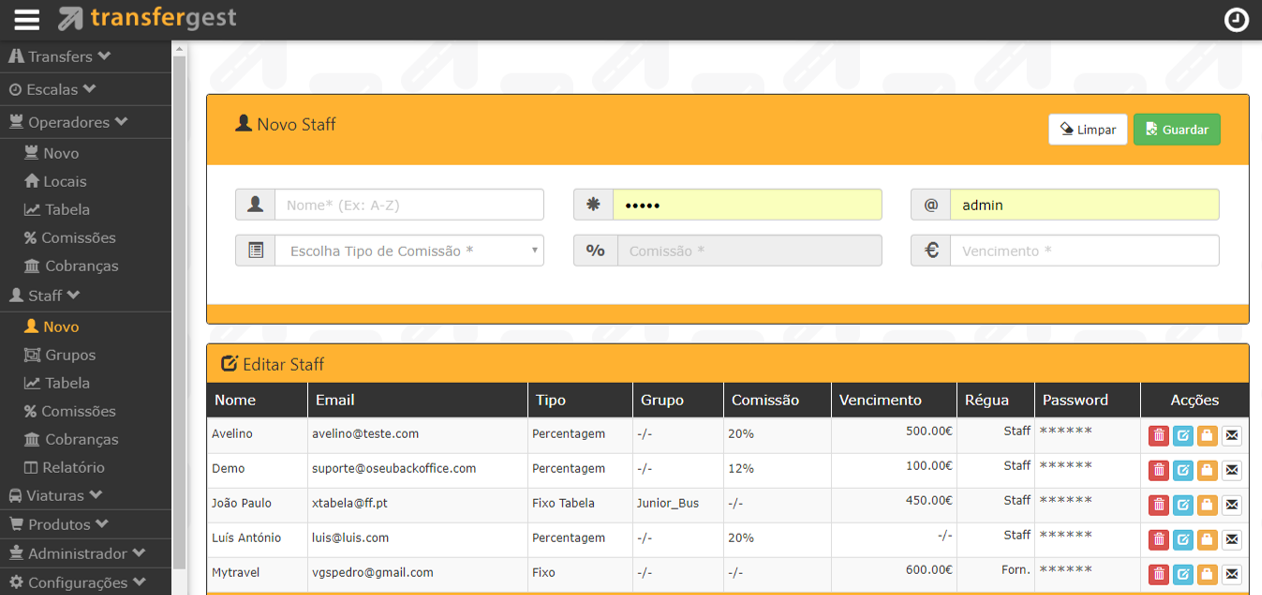 transfergest
Transfers
Escalas
Operadores
Novo
Locais
Tabela
Comissões
Cobranças
Staff
Novo
Grupos
Tabela
Comissões
Cobranças
Relatório
Viaturas
Produtos
Administrador
Configurações
Novo Staff
Limpar Guardar
Nome* (Ex: A-Z) ••••• @ admin
Escolha Tipo de Comissão * % Comissão * € Vencimento *
Editar Staff
Nome Email Tipo Grupo Comissão Vencimento Régua Password Acções
Avelino avelino@teste.com Percentagem -/- 20% 500.00€ Staff ******
Demo suporte@oseubackoffice.com Percentagem -/- 12% 100.00€ Staff ******
João Paulo xtabela@ff.pt Fixo Tabela Junior_Bus -/- 450.00€ Staff ******
Luís António luis@luis.com Percentagem -/- 20% -/- Staff ******
Mytravel vgspedro@gmail.com Fixo -/- -/- 600.00€ Forn. ******